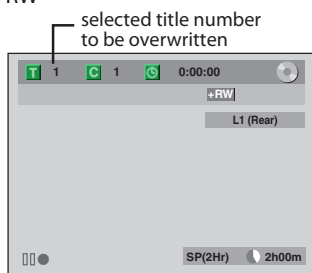 RW
selected title number
to be overwritten
T 1 C 1 0:00:00
+RW
L1 (Rear)
SP(2Hr) 2h00m